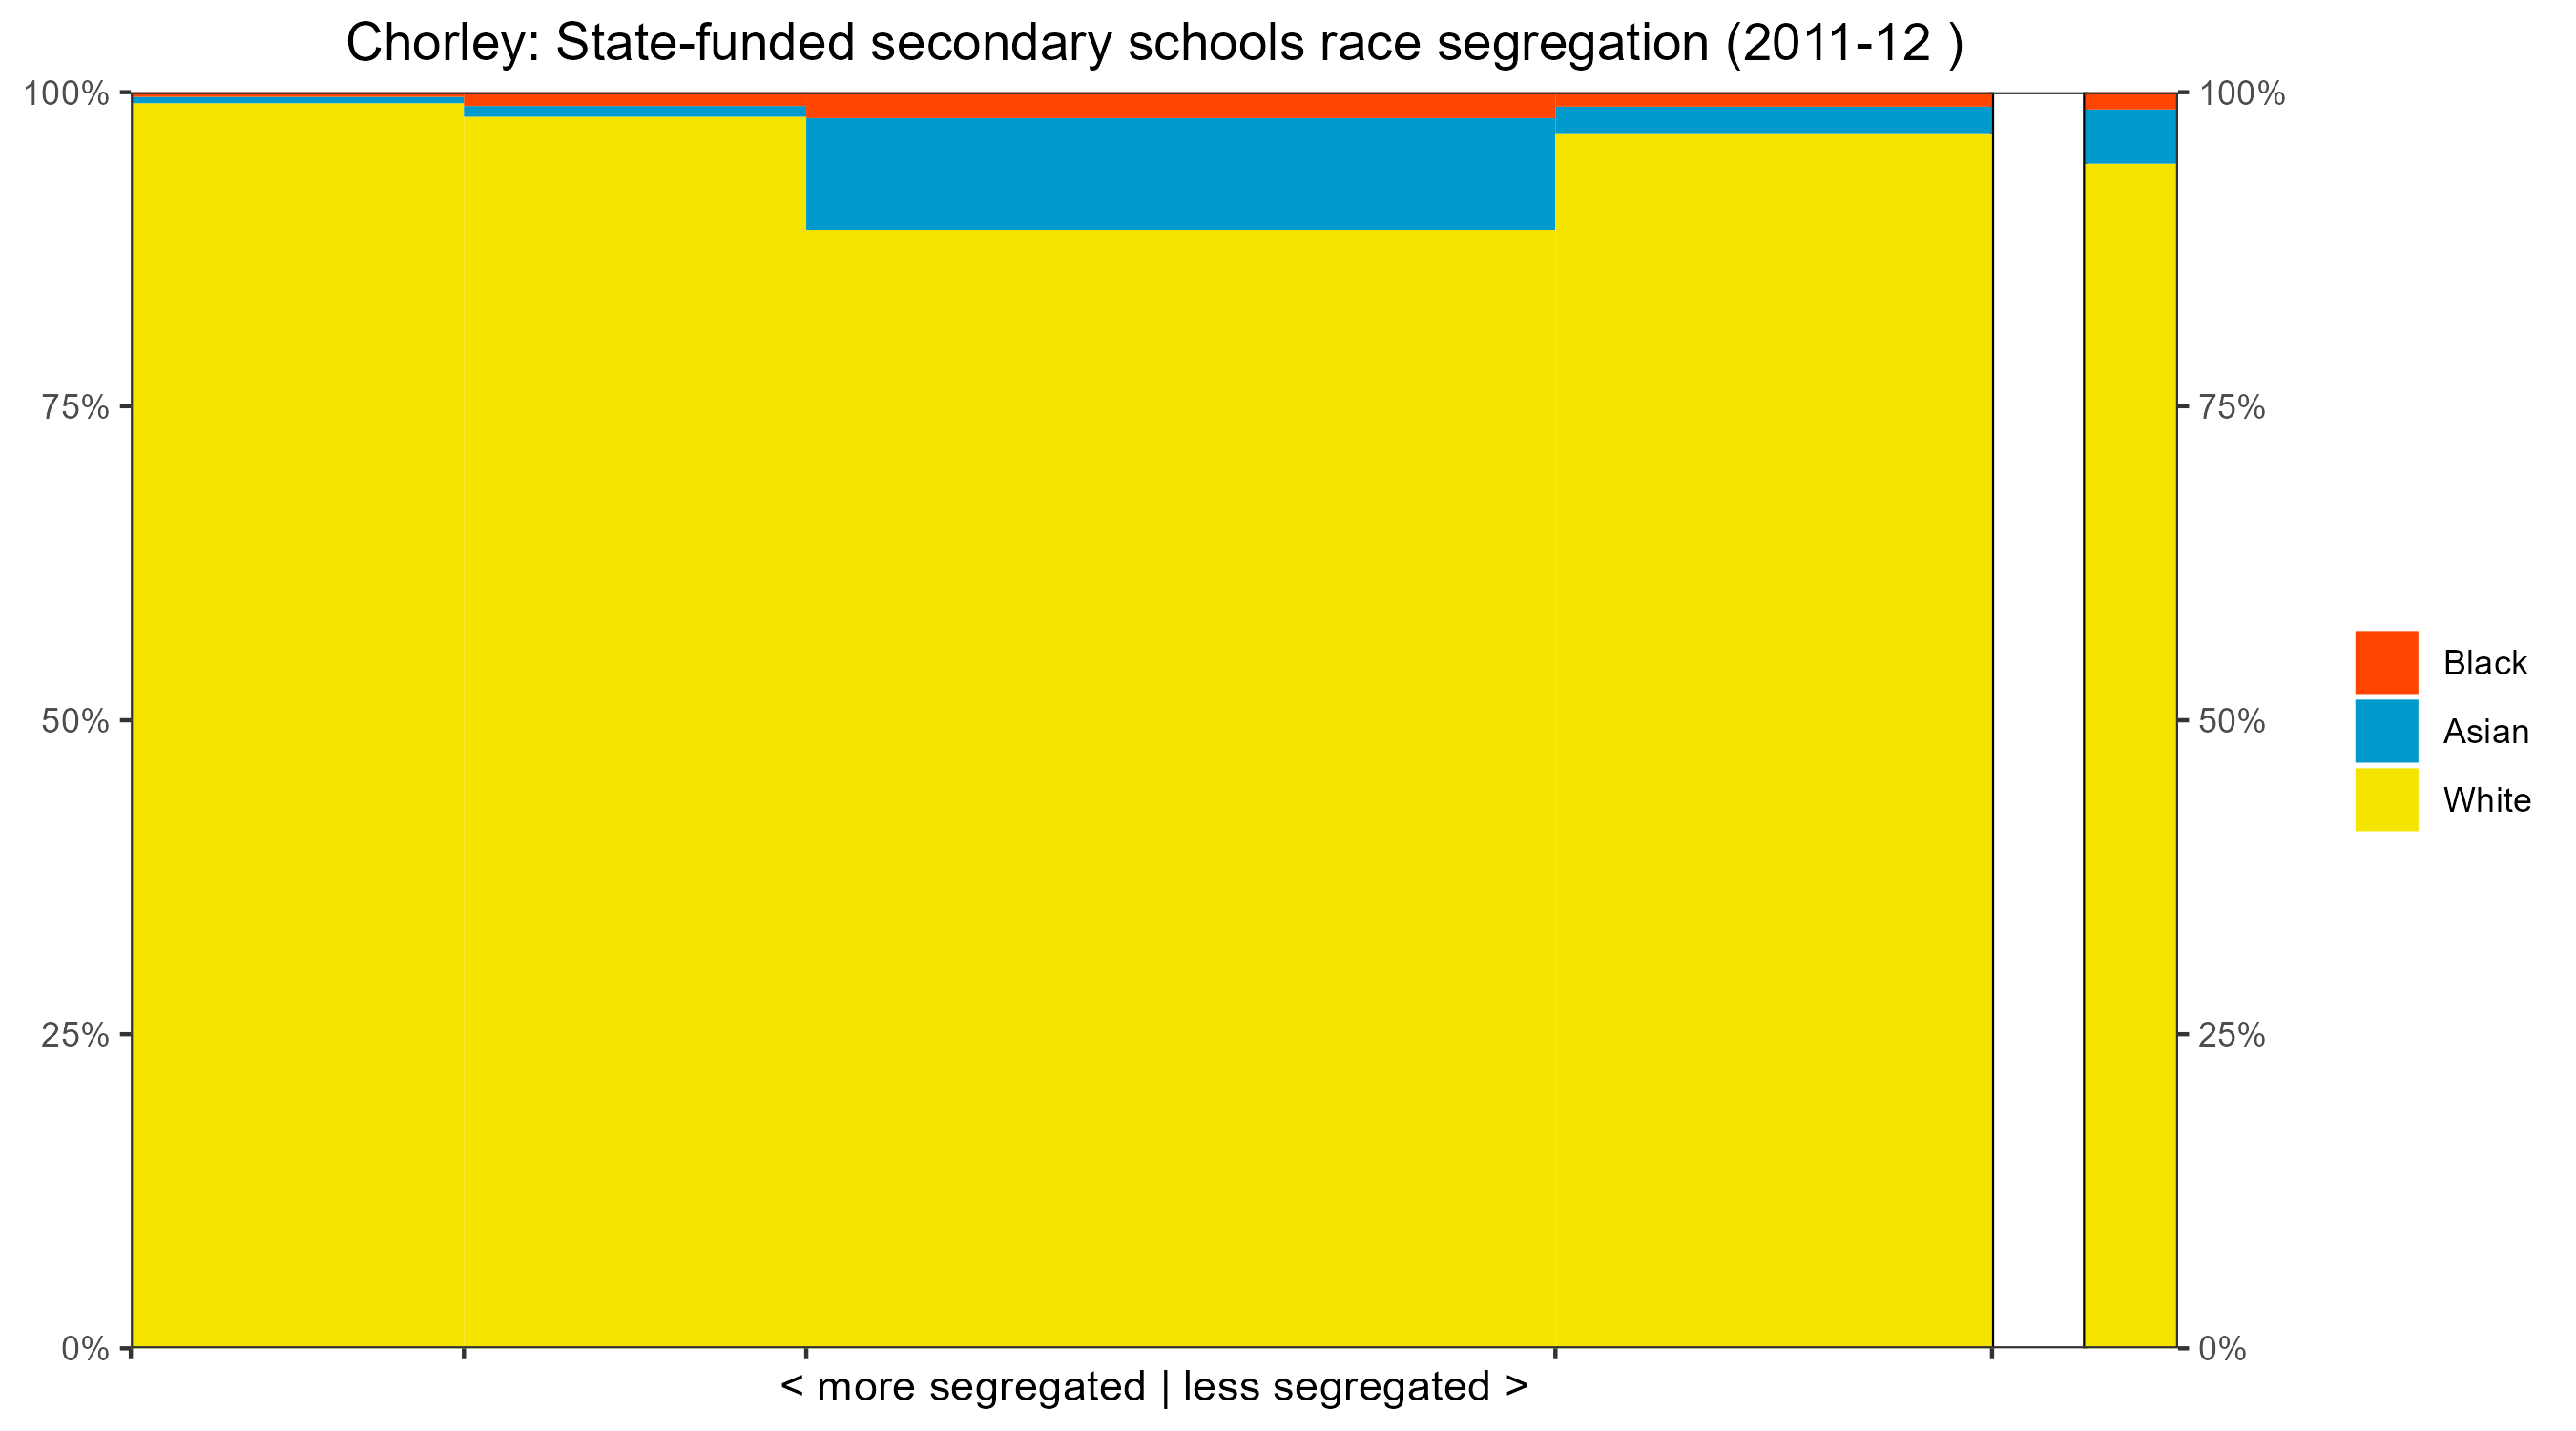 Chorley: State-funded secondary schools race segregation (2011-12 )
100%
75%
50%
25%
0%
100%
75%
50%
25%
0%
< more segregated | less segregated >
Black
Asian
White